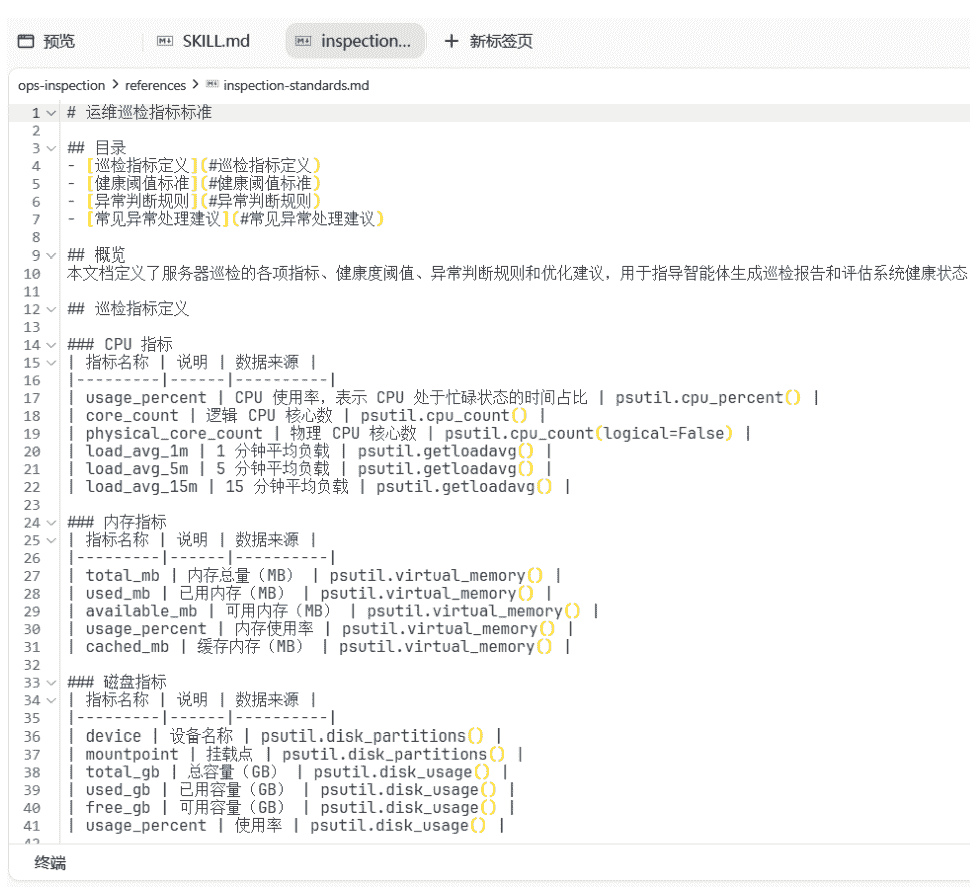 预览
SKILL.md
inspection...
+ 新标签页
ops-inspection > references > inspection-standards.md
1 # 运维巡检指标标准
2
3 ## 目录
4 - [巡检指标定义](#巡检指标定义)
5 - [健康阈值标准](#健康阈值标准)
6 - [异常判断规则](#异常判断规则)
7 - [常见异常处理建议](#常见异常处理建议)
8
9 ## 概览
10 本文档定义了服务器巡检的各项指标、健康度阈值、异常判断规则和优化建议，用于指导智能体生成巡检报告和评估系统健康状态
11
12 ## 巡检指标定义
13
14 ### CPU 指标
15 | 指标名称 | 说明 | 数据来源 |
16 |---------|------|----------|
17 | usage_percent | CPU 使用率，表示 CPU 处于忙碌状态的时间占比 | psutil.cpu_percent() |
18 | core_count | 逻辑 CPU 核心数 | psutil.cpu_count() |
19 | physical_core_count | 物理 CPU 核心数 | psutil.cpu_count(logical=False) |
20 | load_avg_1m | 1 分钟平均负载 | psutil.getloadavg() |
21 | load_avg_5m | 5 分钟平均负载 | psutil.getloadavg() |
22 | load_avg_15m | 15 分钟平均负载 | psutil.getloadavg() |
23
24 ### 内存指标
25 | 指标名称 | 说明 | 数据来源 |
26 |---------|------|----------|
27 | total_mb | 内存总量（MB） | psutil.virtual_memory() |
28 | used_mb | 已用内存（MB） | psutil.virtual_memory() |
29 | available_mb | 可用内存（MB） | psutil.virtual_memory() |
30 | usage_percent | 内存使用率 | psutil.virtual_memory() |
31 | cached_mb | 缓存内存（MB） | psutil.virtual_memory() |
32
33 ### 磁盘指标
34 | 指标名称 | 说明 | 数据来源 |
35 |---------|------|----------|
36 | device | 设备名称 | psutil.disk_partitions() |
37 | mountpoint | 挂载点 | psutil.disk_partitions() |
38 | total_gb | 总容量（GB） | psutil.disk_usage() |
39 | used_gb | 已用容量（GB） | psutil.disk_usage() |
40 | free_gb | 可用容量（GB） | psutil.disk_usage() |
41 | usage_percent | 使用率 | psutil.disk_usage() |
42
终端